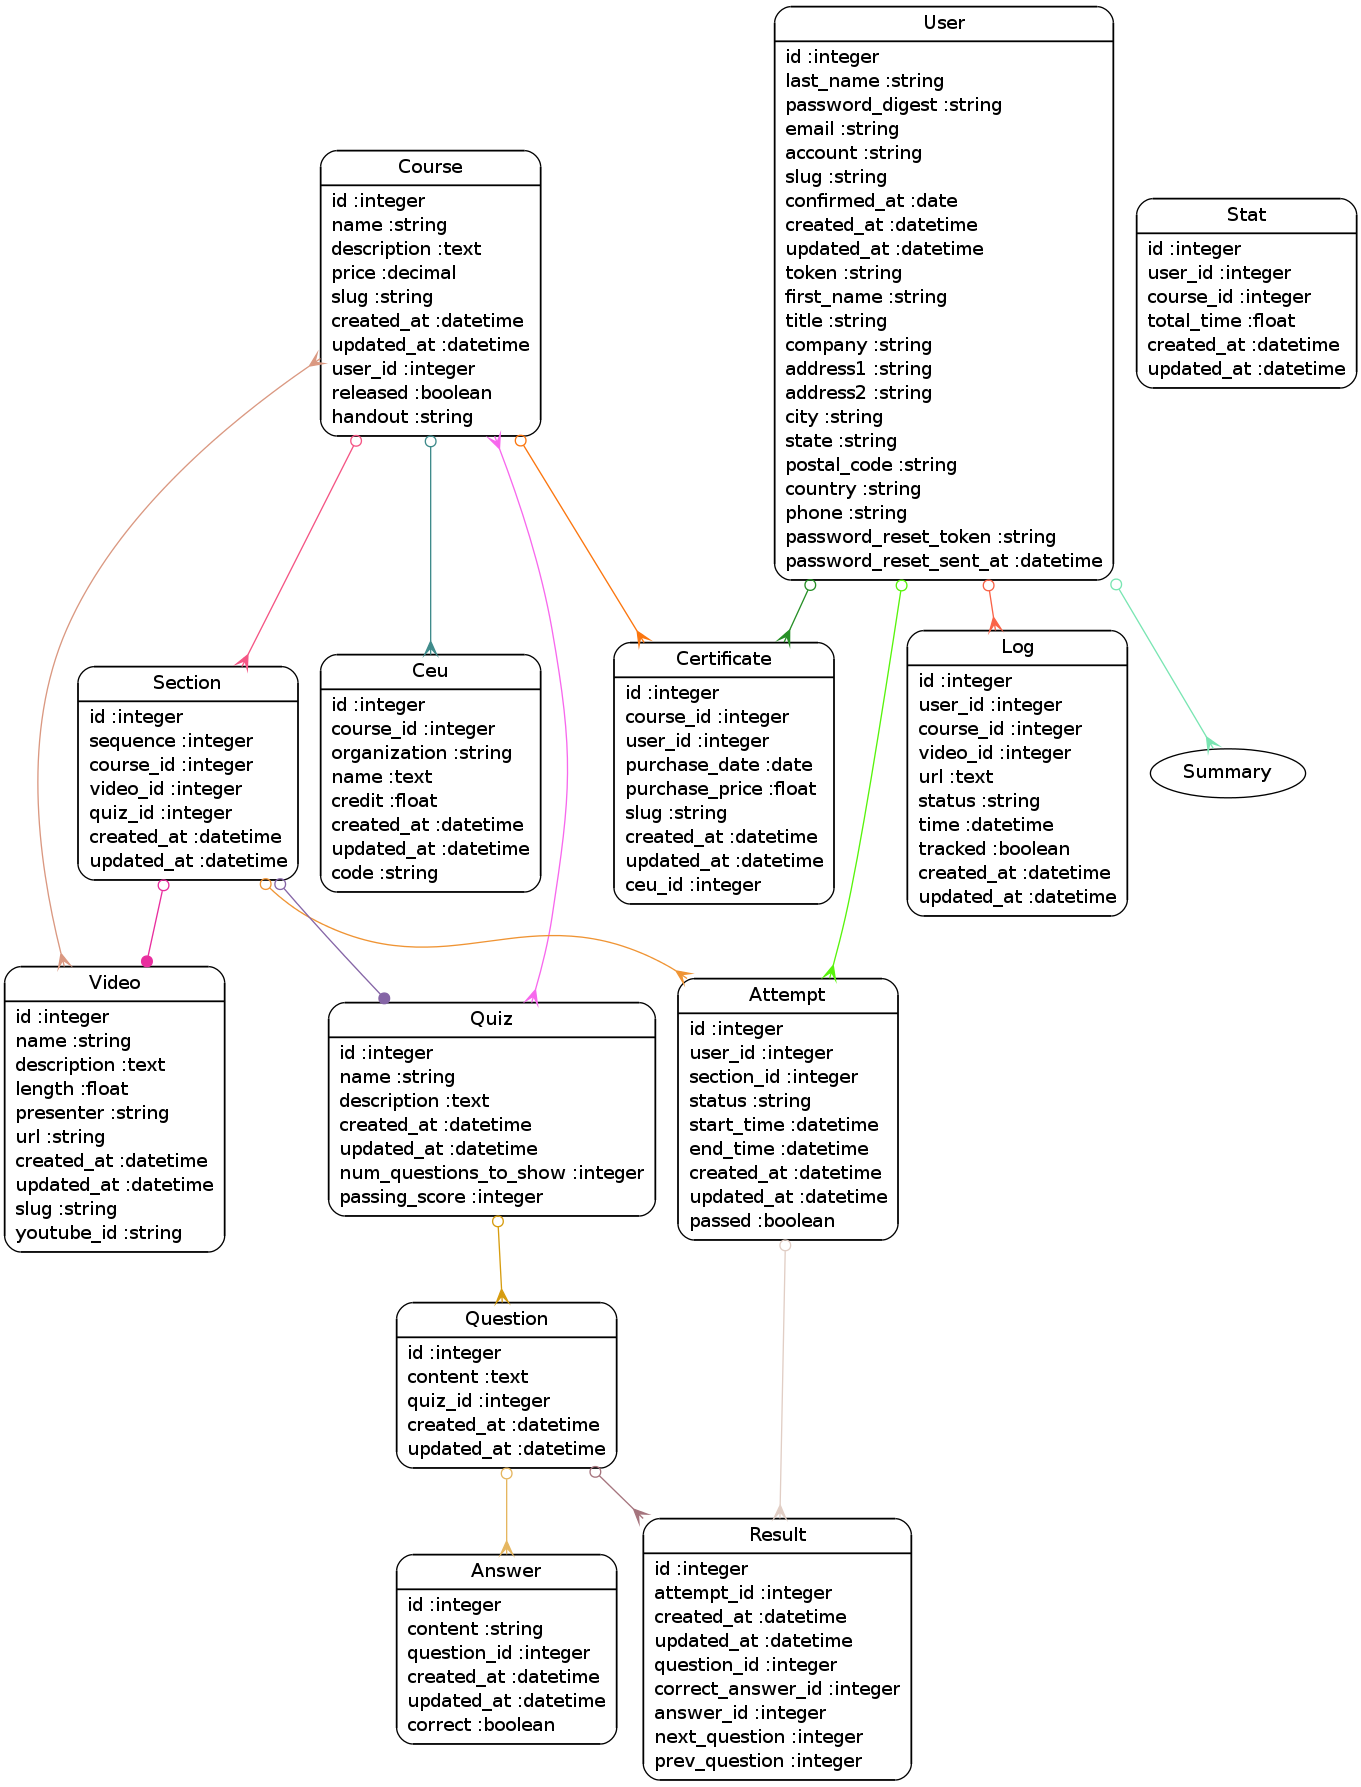 User
id :integer
last_name :string
password_digest :string
email :string
account :string
slug :string
confirmed_at :date
created_at :datetime
updated_at :datetime
token :string
first_name :string
title :string
company :string
address1 :string
address2 :string
city :string
state :string
postal_code :string
country :string
phone :string
password_reset_token :string
password_reset_sent_at :datetime
Course
id :integer
name :string
description :text
price :decimal
slug :string
created_at :datetime
updated_at :datetime
user_id :integer
released :boolean
handout :string
Stat
id :integer
user_id :integer
course_id :integer
total_time :float
created_at :datetime
updated_at :datetime
Section
id :integer
sequence :integer
course_id :integer
video_id :integer
quiz_id :integer
created_at :datetime
updated_at :datetime
Ceu
id :integer
course_id :integer
organization :string
name :text
credit :float
created_at :datetime
updated_at :datetime
code :string
Certificate
id :integer
course_id :integer
user_id :integer
purchase_date :date
purchase_price :float
slug :string
created_at :datetime
updated_at :datetime
ceu_id :integer
Log
id :integer
user_id :integer
course_id :integer
video_id :integer
url :text
status :string
time :datetime
tracked :boolean
created_at :datetime
updated_at :datetime
Summary
Video
id :integer
name :string
description :text
length :float
presenter :string
url :string
created_at :datetime
updated_at :datetime
slug :string
youtube_id :string
Quiz
id :integer
name :string
description :text
created_at :datetime
updated_at :datetime
num_questions_to_show :integer
passing_score :integer
Attempt
id :integer
user_id :integer
section_id :integer
status :string
start_time :datetime
end_time :datetime
created_at :datetime
updated_at :datetime
passed :boolean
Question
id :integer
content :text
quiz_id :integer
created_at :datetime
updated_at :datetime
Answer
id :integer
content :string
question_id :integer
created_at :datetime
updated_at :datetime
correct :boolean
Result
id :integer
attempt_id :integer
created_at :datetime
updated_at :datetime
question_id :integer
correct_answer_id :integer
answer_id :integer
next_question :integer
prev_question :integer